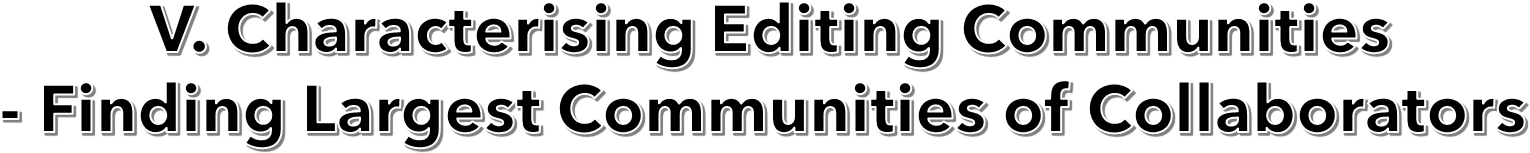 V. Characterising Editing Communities
- Finding Largest Communities of Collaborators